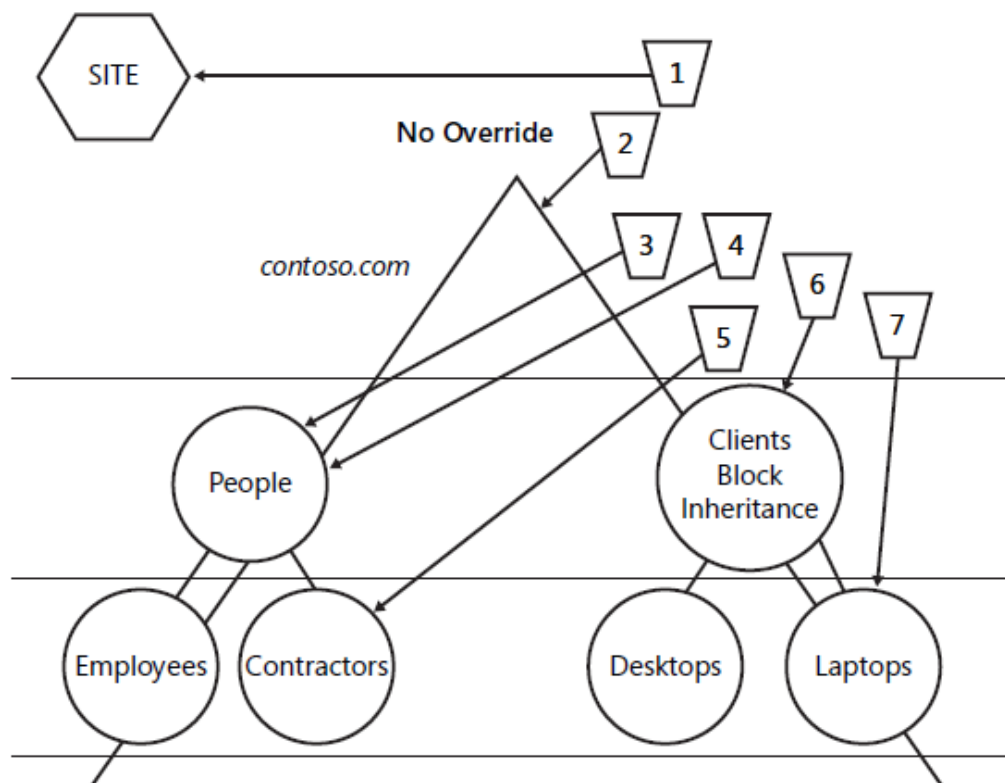 SITE
1
No Override
2
contoso.com
3
4
5
6
7
People
Clients
Block
Inheritance
Employees
Contractors
Desktops
Laptops